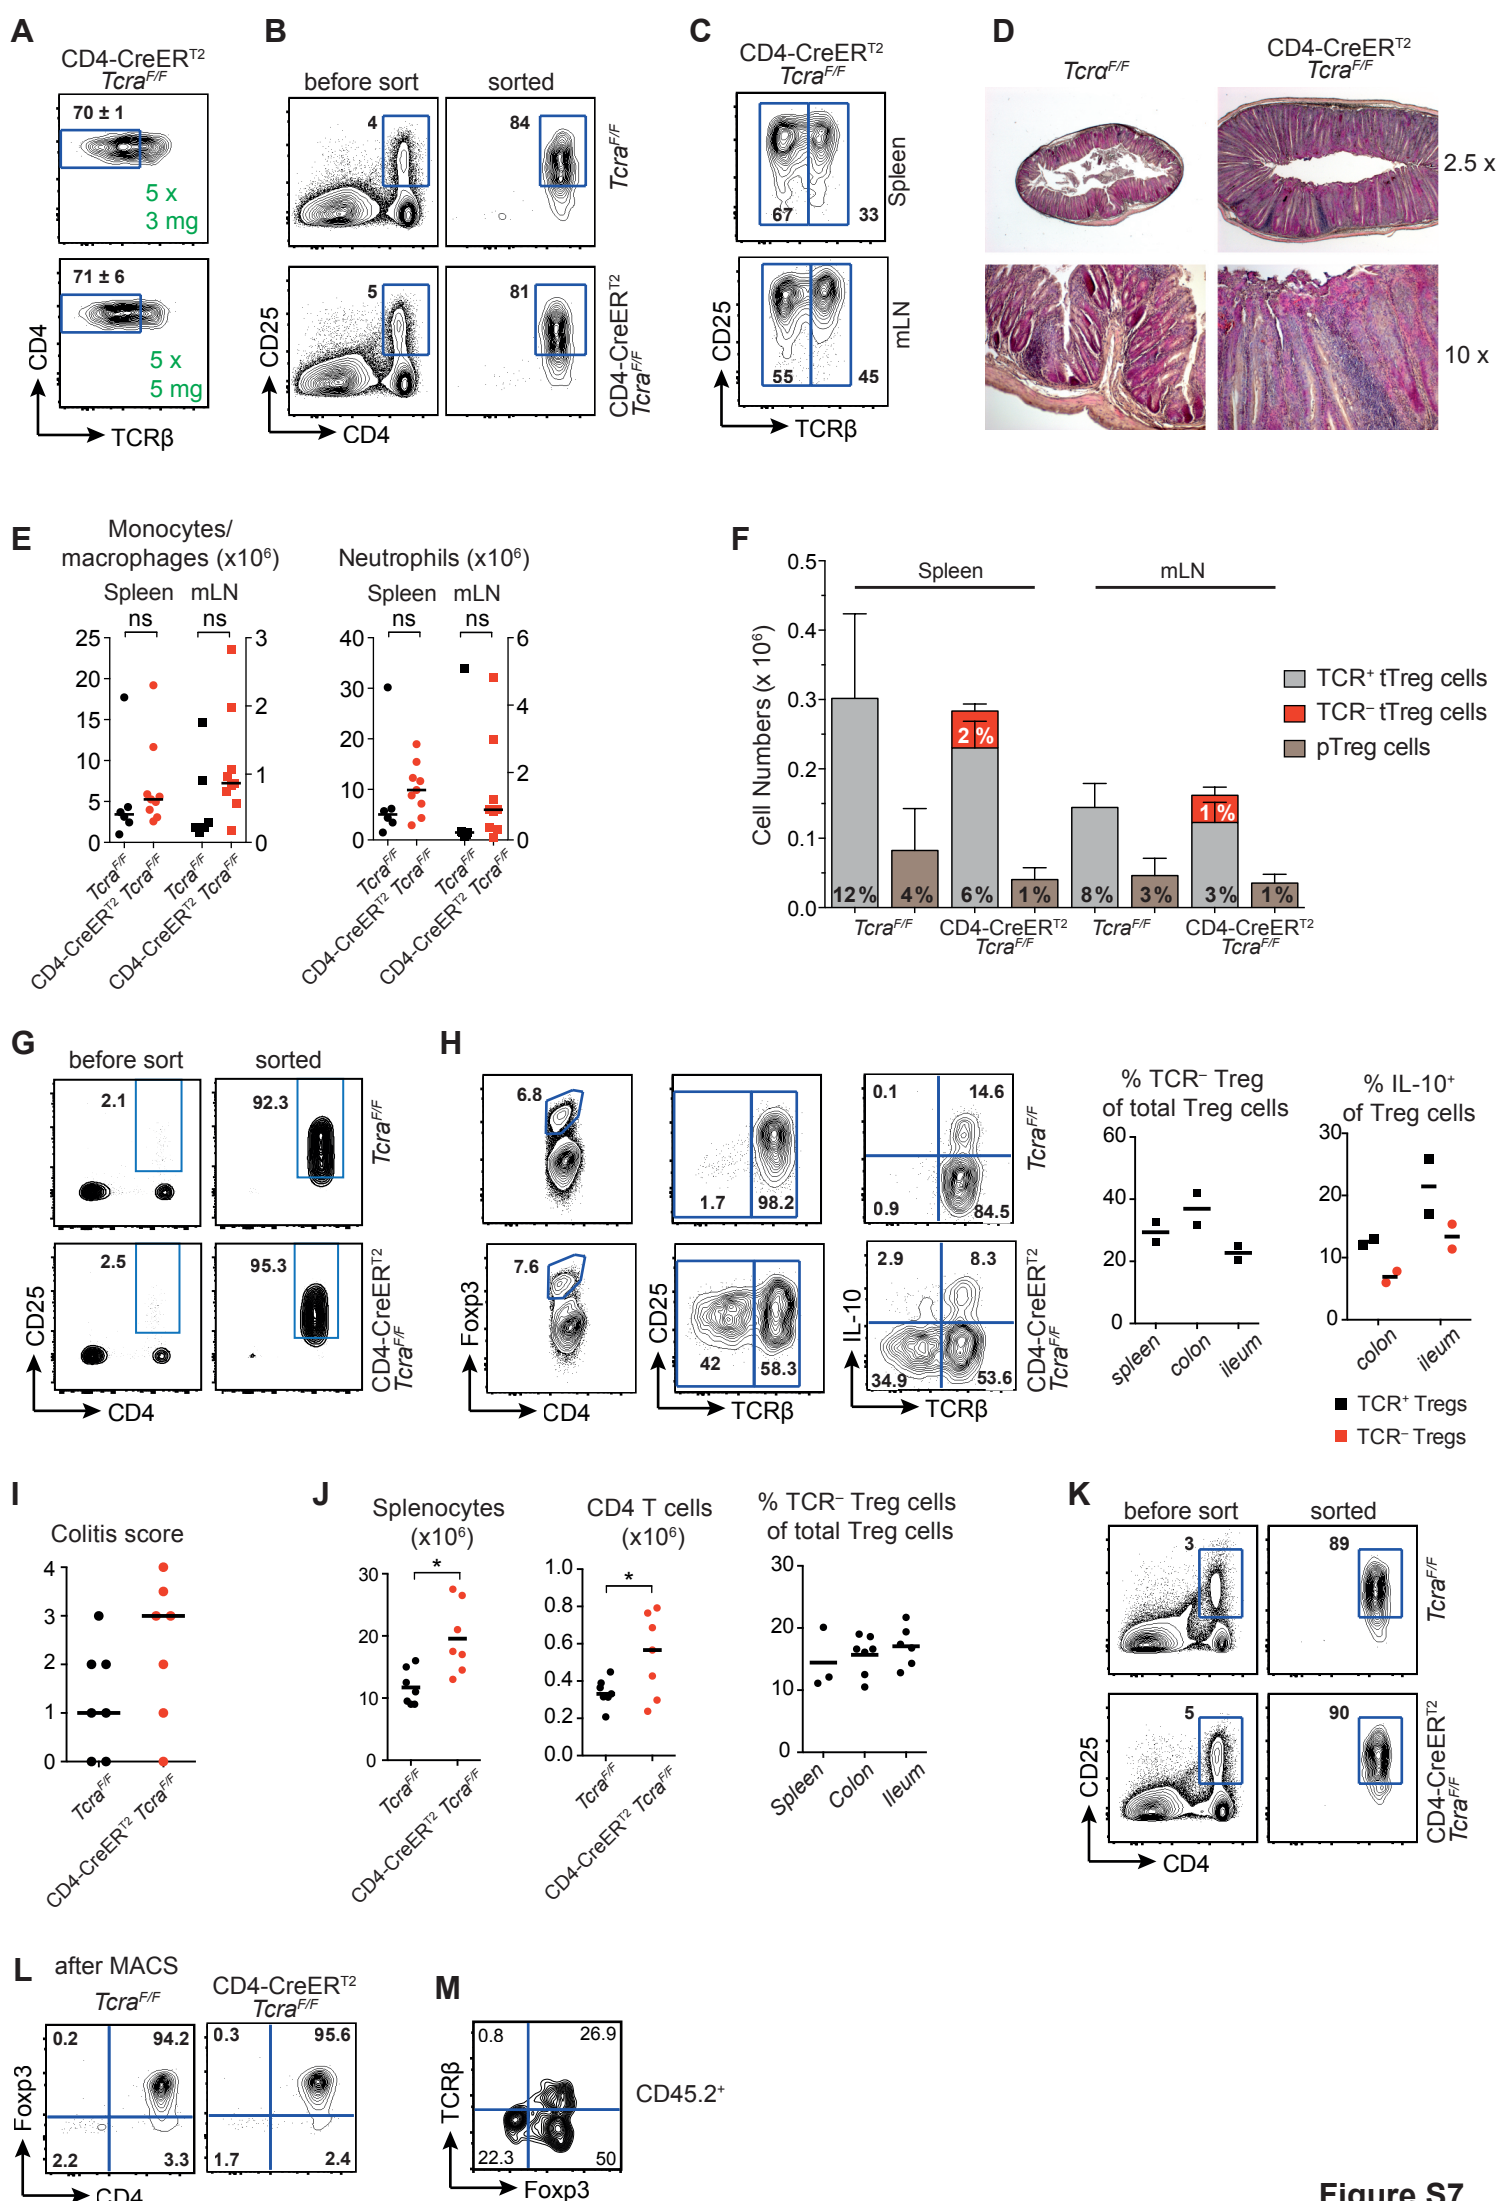 A
CD4-CreERT2
TcraF/F
70 ± 1
5 x
3 mg
71 ± 6
5 x
5 mg
CD4
TCRβ
B
before sort
sorted
4
84
TcraF/F
5
81
CD4-CreERT2
TcraF/F
CD25
CD4
C
CD4-CreERT2
TcraF/F
67
33
Spleen
55
45
mLN
CD25
TCRβ
D
TcraF/F
CD4-CreERT2
TcraF/F
2.5 x
10 x
E
Monocytes/
macrophages (x10⁶)
Spleen mLN
ns ns
25
20
15
10
5
0
3
2
1
0
TcraF/F
CD4-CreERT2 TcraF/F
TcraF/F
CD4-CreERT2 TcraF/F
Neutrophils (x10⁶)
Spleen mLN
ns ns
40
30
20
10
0
6
4
2
0
TcraF/F
CD4-CreERT2 TcraF/F
TcraF/F
CD4-CreERT2 TcraF/F
F
Cell Numbers (x 10⁶)
0.5
0.4
0.3
0.2
0.1
0.0
Spleen
mLN
2 %
1 %
12 % 4 % 6 % 1 % 8 % 3 % 3 % 1 %
TcraF/F
CD4-CreERT2
TcraF/F
TcraF/F
CD4-CreERT2
TcraF/F
TCR⁺ tTreg cells
TCR⁻ tTreg cells
pTreg cells
G
before sort
sorted
2.1
92.3
TcraF/F
2.5
95.3
CD4-CreERT2
TcraF/F
CD25
CD4
H
6.8
1.7
98.2
0.1
14.6
0.9
84.5
TcraF/F
7.6
42
58.3
2.9
8.3
34.9
53.6
CD4-CreERT2
TcraF/F
Foxp3
CD4
CD25
TCRβ
IL-10
TCRβ
% TCR⁻ Treg
of total Treg cells
60
40
20
0
spleen
colon
ileum
% IL-10⁺
of Treg cells
30
20
10
0
colon
ileum
TCR⁺ Tregs
TCR⁻ Tregs
I
Colitis score
4
3
2
1
0
TcraF/F
CD4-CreERT2 TcraF/F
J
Splenocytes
(x10⁶)
*
30
20
10
0
TcraF/F
CD4-CreERT2 TcraF/F
CD4 T cells
(x10⁶)
*
1.0
0.8
0.6
0.4
0.2
0.0
TcraF/F
CD4-CreERT2 TcraF/F
% TCR⁻ Treg cells
of total Treg cells
30
20
10
0
Spleen
Colon
Ileum
K
before sort
sorted
3
89
TcraF/F
5
90
CD4-CreERT2
TcraF/F
CD25
CD4
L
after MACS
TcraF/F
CD4-CreERT2
TcraF/F
0.2
94.2
2.2
3.3
0.3
95.6
1.7
2.4
Foxp3
CD4
M
0.8
26.9
22.3
50
CD45.2⁺
TCRβ
Foxp3
Figure S7